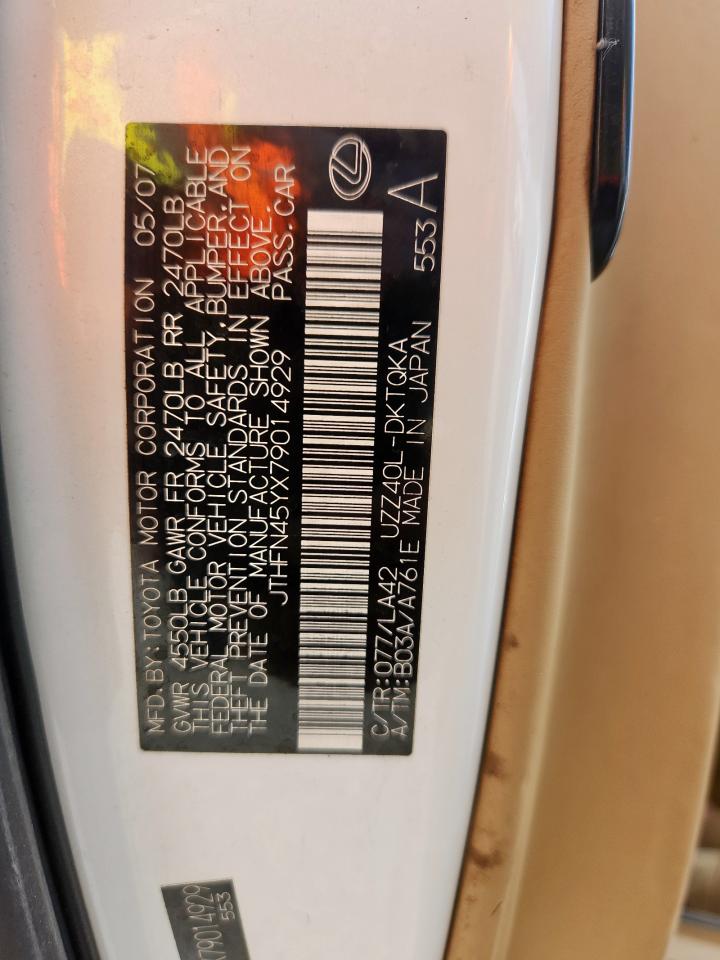 MFD.BY:TOYOTA MOTOR CORPORATION 05/07
GVWR 4550LB GAWR FR 2470LB RR 2470LB
THIS VEHICLE CONFORMS TO ALL APPLICABLE
FEDERAL MOTOR VEHICLE SAFETY,BUMPER,AND
THEFT PREVENTION STANDARDS IN EFFECT ON
THE DATE OF MANUFACTURE SHOWN ABOVE.
JTHFN45YX79014929 PASS.CAR
C/TR:077/LA42 UZZ40L-DKTQKA
A/TM:B03A/A761E MADE IN JAPAN 553 A
X79014929
553